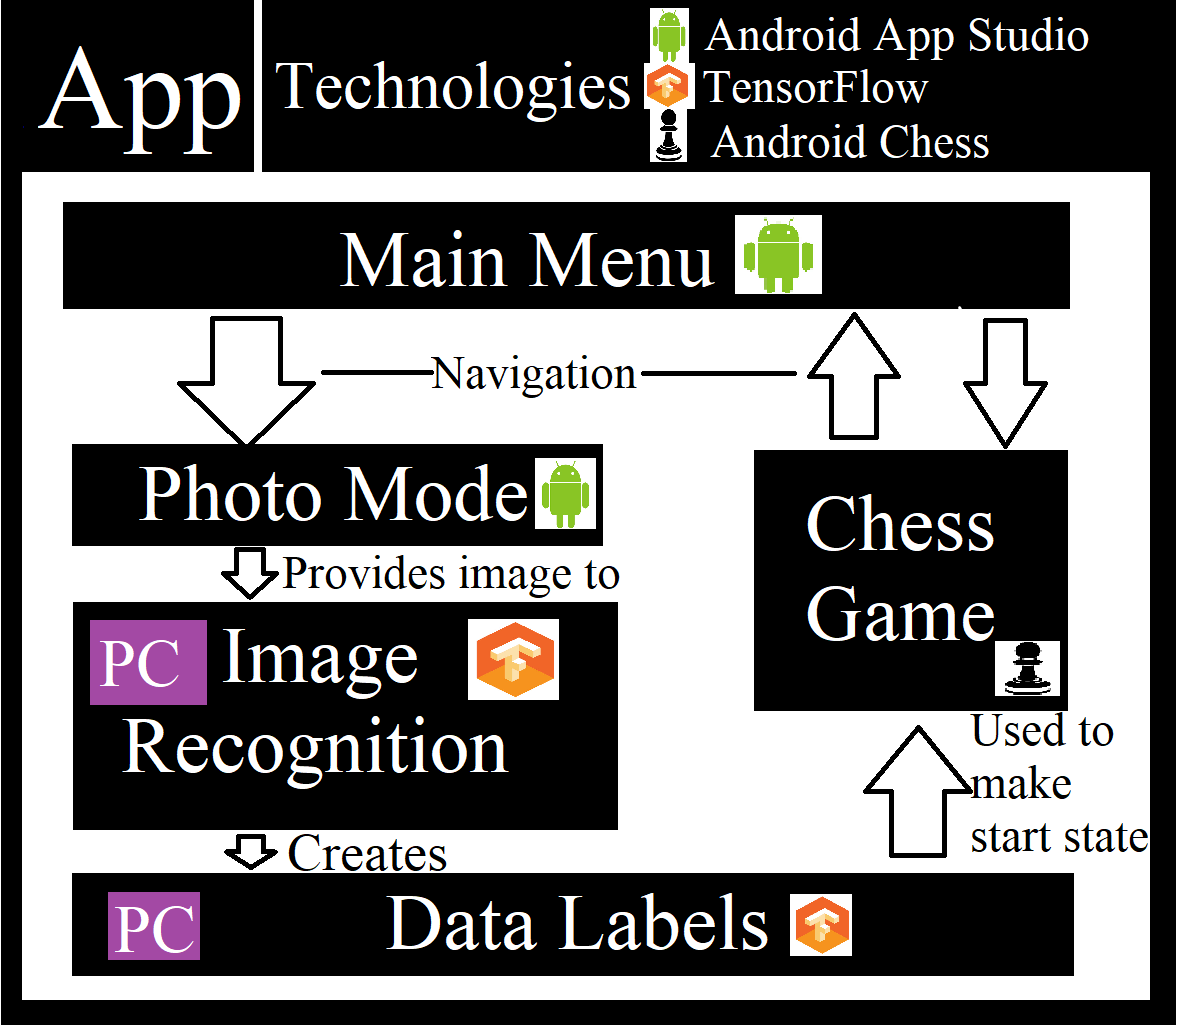 App
Technologies
Android App Studio
TensorFlow
Android Chess
Main Menu
Navigation
Photo Mode
Provides image to
PC Image
Recognition
Creates
PC Data Labels
Chess
Game
Used to
make
start state